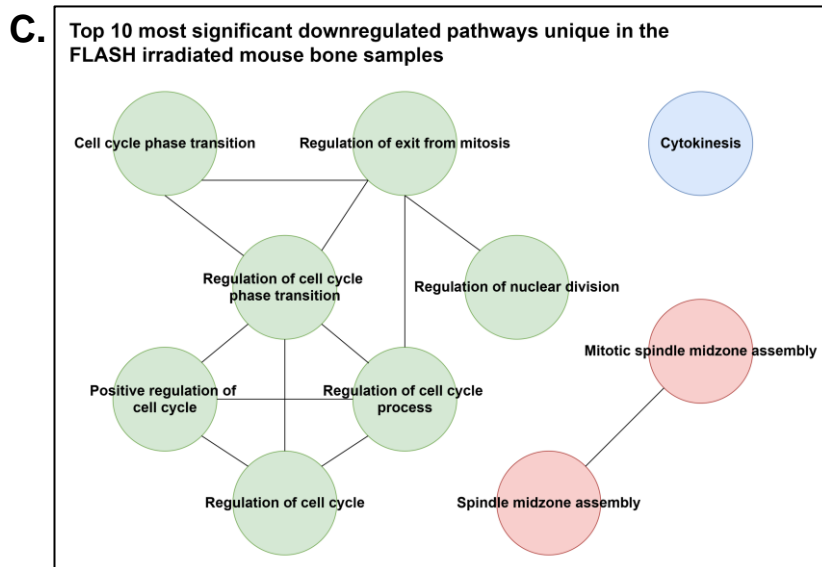 C.
Top 10 most significant downregulated pathways unique in the
FLASH irradiated mouse bone samples
Cell cycle phase transition
Regulation of exit from mitosis
Cytokinesis
Regulation of cell cycle
phase transition
Regulation of nuclear division
Mitotic spindle midzone assembly
Positive regulation of
cell cycle
Regulation of cell cycle
process
Regulation of cell cycle
Spindle midzone assembly